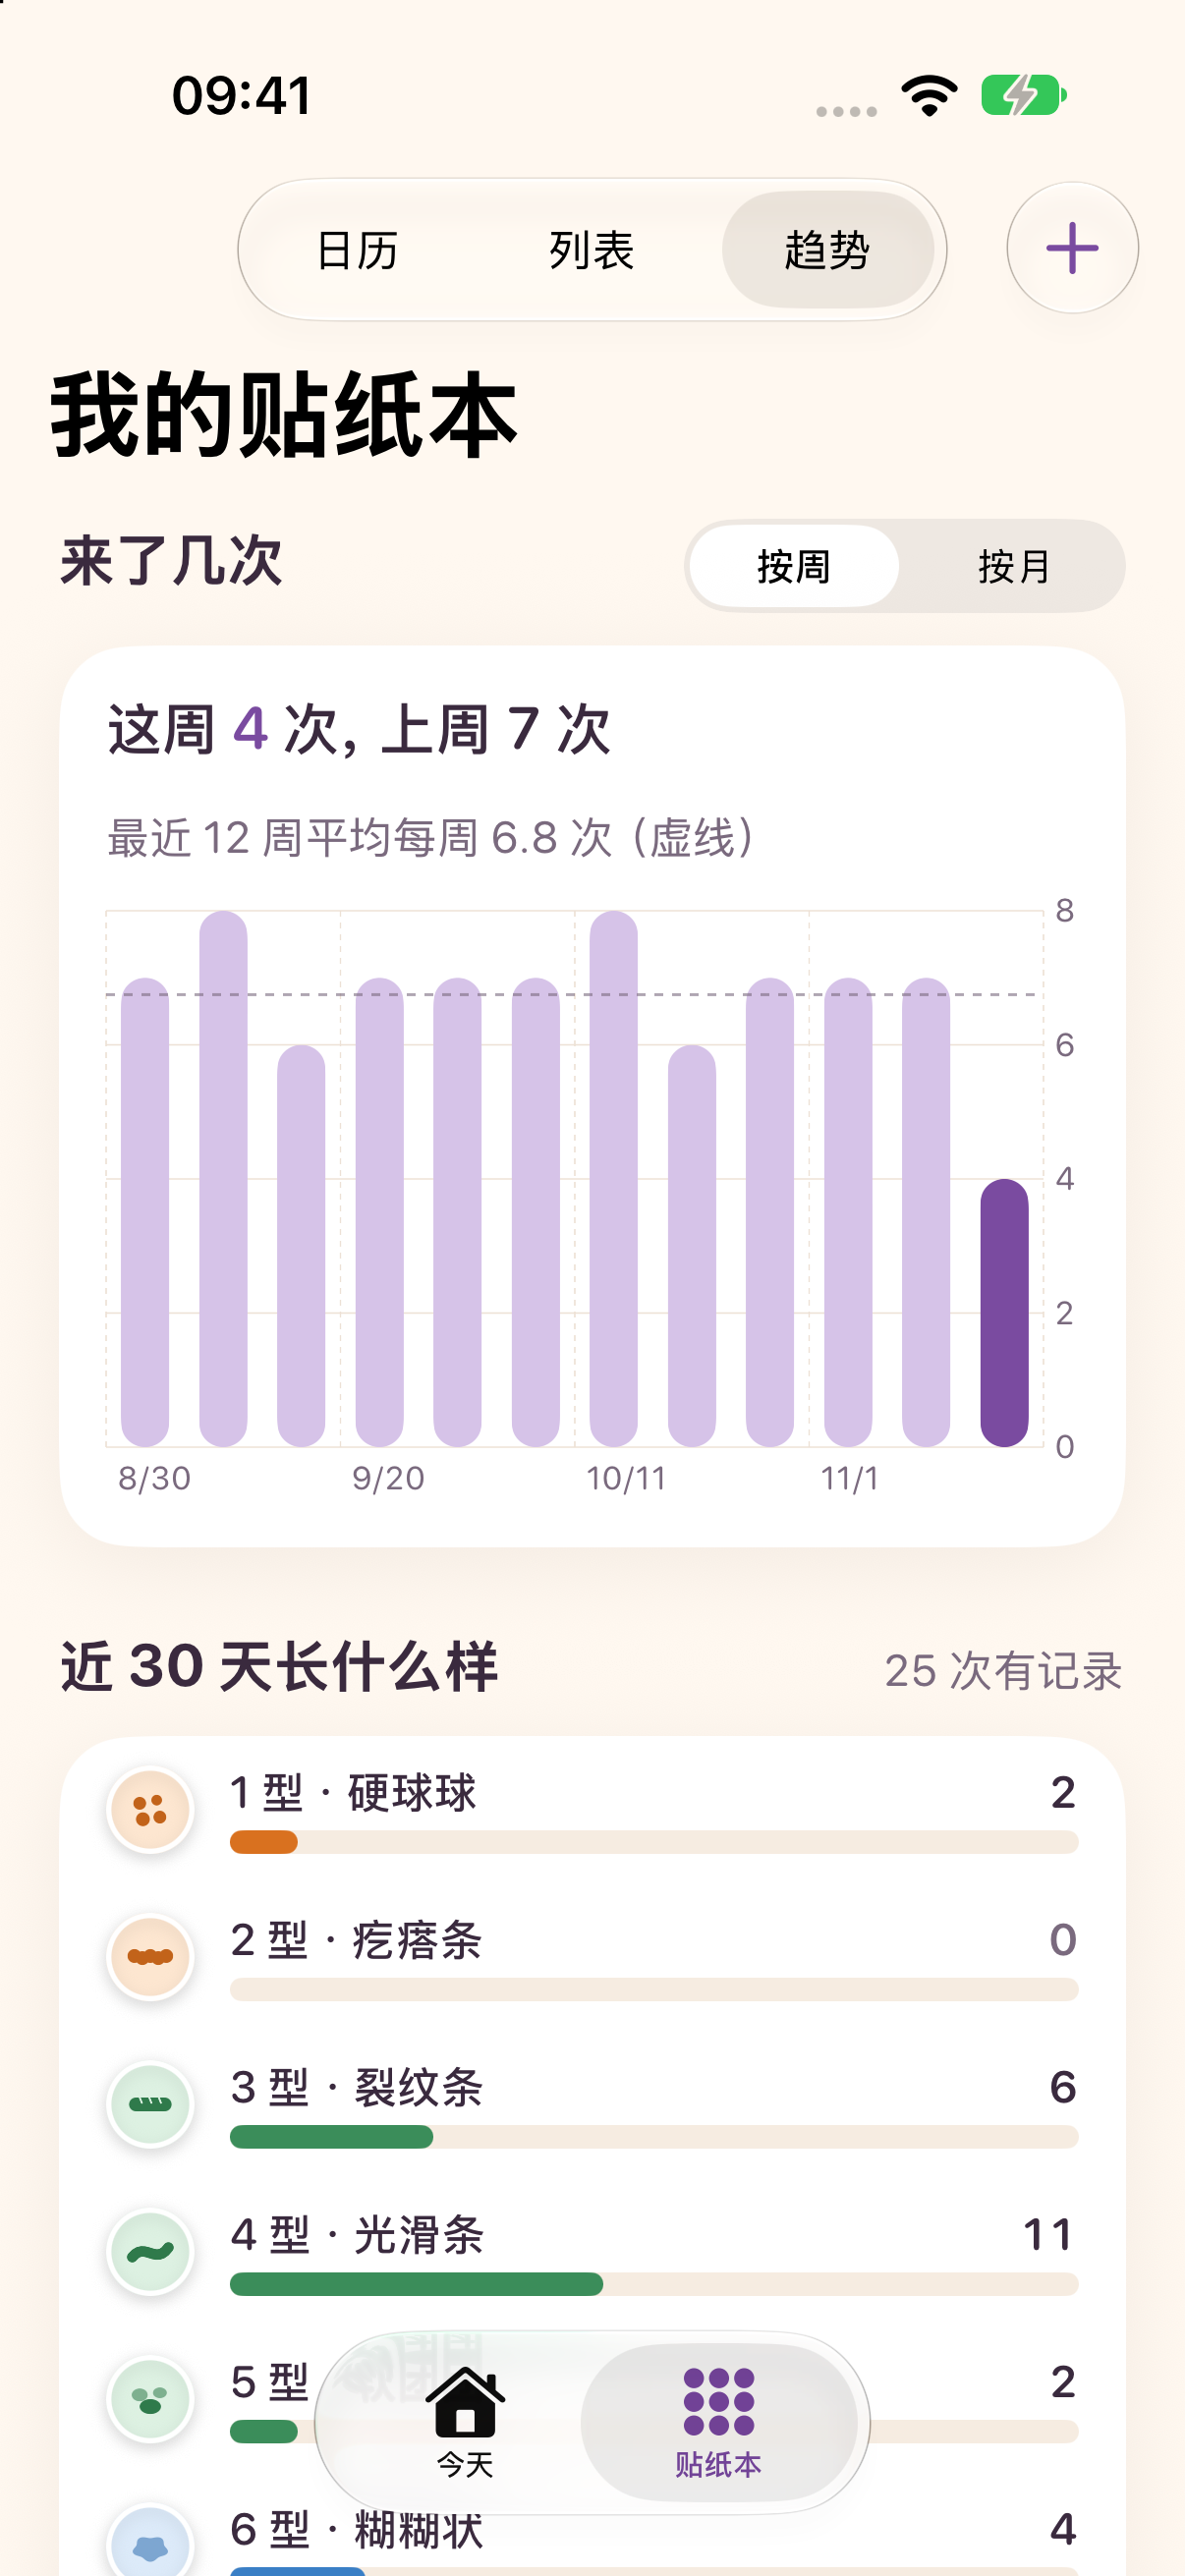 09:41
日历 列表 趋势
我的贴纸本
来了几次 按周 按月
这周 4 次，上周 7 次
最近 12 周平均每周 6.8 次（虚线）
8
6
4
2
0
8/30 9/20 10/11 11/1
近 30 天长什么样 25 次有记录
1 型 · 硬球球 2
2 型 · 疙瘩条 0
3 型 · 裂纹条 6
4 型 · 光滑条 11
5 型 2
今天 贴纸本
6 型 · 糊糊状 4